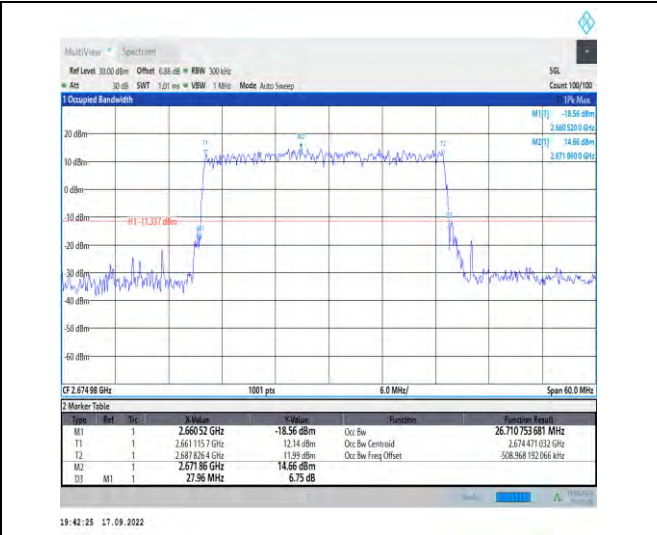 MultiView Spectrum
Ref Level 30.00 dBm Offset 6.86 dB RBW 300 kHz SGL
Att 30 dB SWT 1.01 ms VBW 1 MHz Mode Auto Sweep Count 100/100
1 Occupied Bandwidth 1Pk Max
M1[1] -18.56 dBm
2.660 520 0 GHz
M2[1] 14.66 dBm
2.671 860 0 GHz
20 dBm
T1 M2 T2
10 dBm
0 dBm
-10 dBm
H1 -11.337 dBm
M1
-20 dBm
-30 dBm
-40 dBm
-50 dBm
-60 dBm
CF 2.674 98 GHz 1001 pts 6.0 MHz/ Span 60.0 MHz
2 Marker Table
Type Ref Trc X-Value Y-Value Function Function Result
M1 1 2.660 52 GHz -18.56 dBm Occ Bw 26.710 753 681 MHz
T1 1 2.661 115 7 GHz 12.14 dBm Occ Bw Centroid 2.674 471 032 GHz
T2 1 2.687 826 4 GHz 11.99 dBm Occ Bw Freq Offset -508.968 192 066 kHz
M2 1 2.671 86 GHz 14.66 dBm
D3 M1 1 27.96 MHz 6.75 dB
19:42:25 17.09.2022